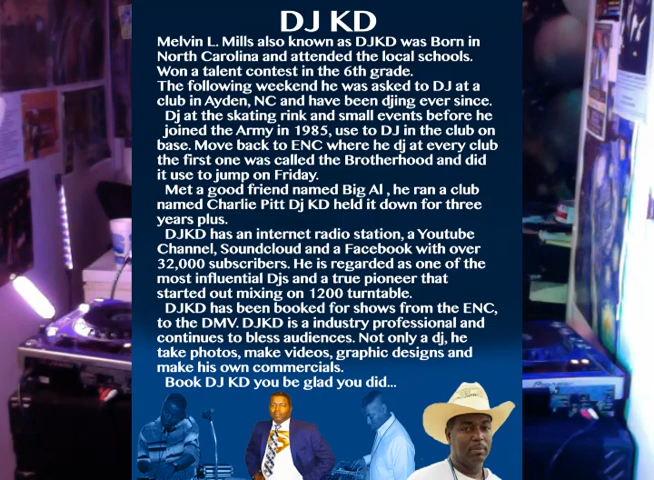 DJ KD
Melvin L. Mills also known as DJKD was Born in
North Carolina and attended the local schools.
Won a talent contest in the 6th grade.
The following weekend he was asked to DJ at a
club in Ayden, NC and have been djing ever since.
Dj at the skating rink and small events before he
joined the Army in 1985, use to DJ in the club on
base. Move back to ENC where he dj at every club
the first one was called the Brotherhood and did
it use to jump on Friday.
Met a good friend named Big Al , he ran a club
named Charlie Pitt Dj KD held it down for three
years plus.
DJKD has an internet radio station, a Youtube
Channel, Soundcloud and a Facebook with over
32,000 subscribers. He is regarded as one of the
most influential Djs and a true pioneer that
started out mixing on 1200 turntable.
DJKD has been booked for shows from the ENC,
to the DMV. DJKD is a industry professional and
continues to bless audiences. Not only a dj, he
take photos, make videos, graphic designs and
make his own commercials.
Book DJ KD you be glad you did...